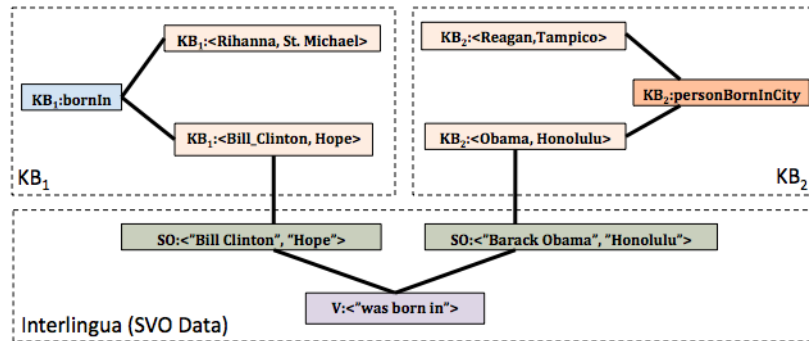 KB₁:<Rihanna, St. Michael>
KB₁:bornIn
KB₁:<Bill_Clinton, Hope>
KB₁
KB₂:<Reagan,Tampico>
KB₂:personBornInCity
KB₂:<Obama, Honolulu>
KB₂
SO:<"Bill Clinton", "Hope">
SO:<"Barack Obama", "Honolulu">
V:<"was born in">
Interlingua (SVO Data)